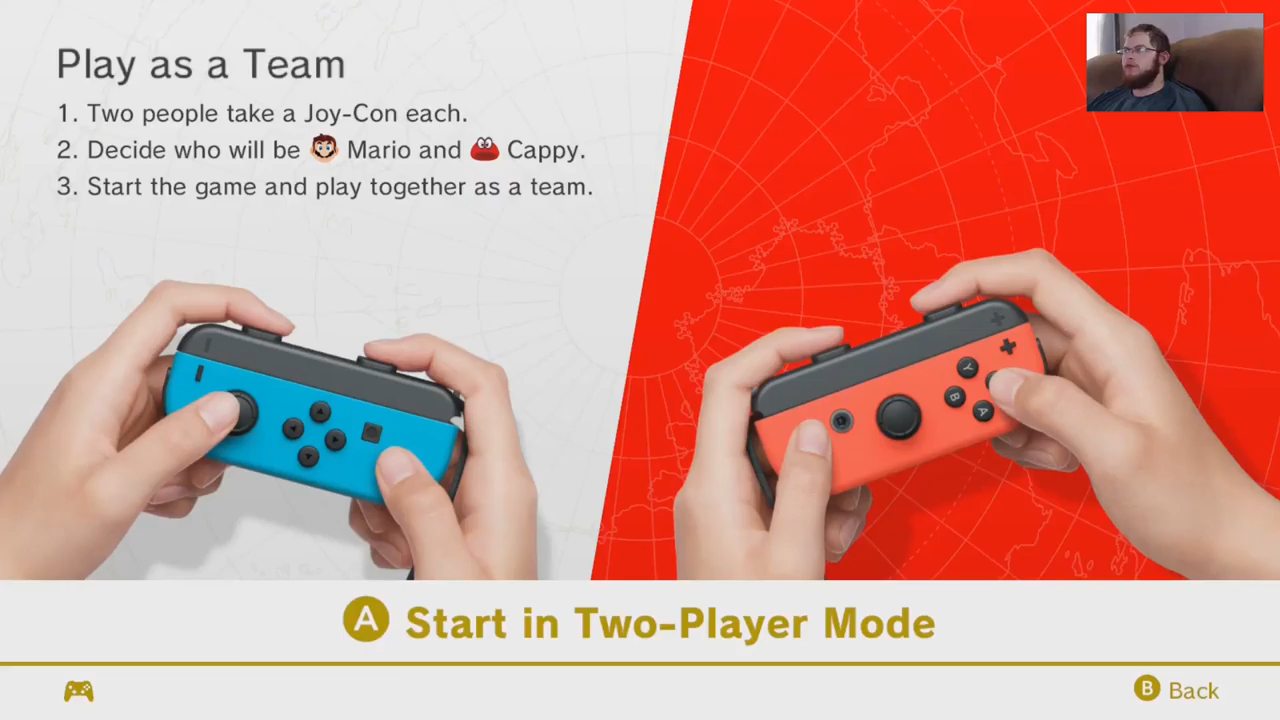 Play as a Team
1. Two people take a Joy-Con each.
2. Decide who will be Mario and Cappy.
3. Start the game and play together as a team.
Y
B
A
A Start in Two-Player Mode
B Back